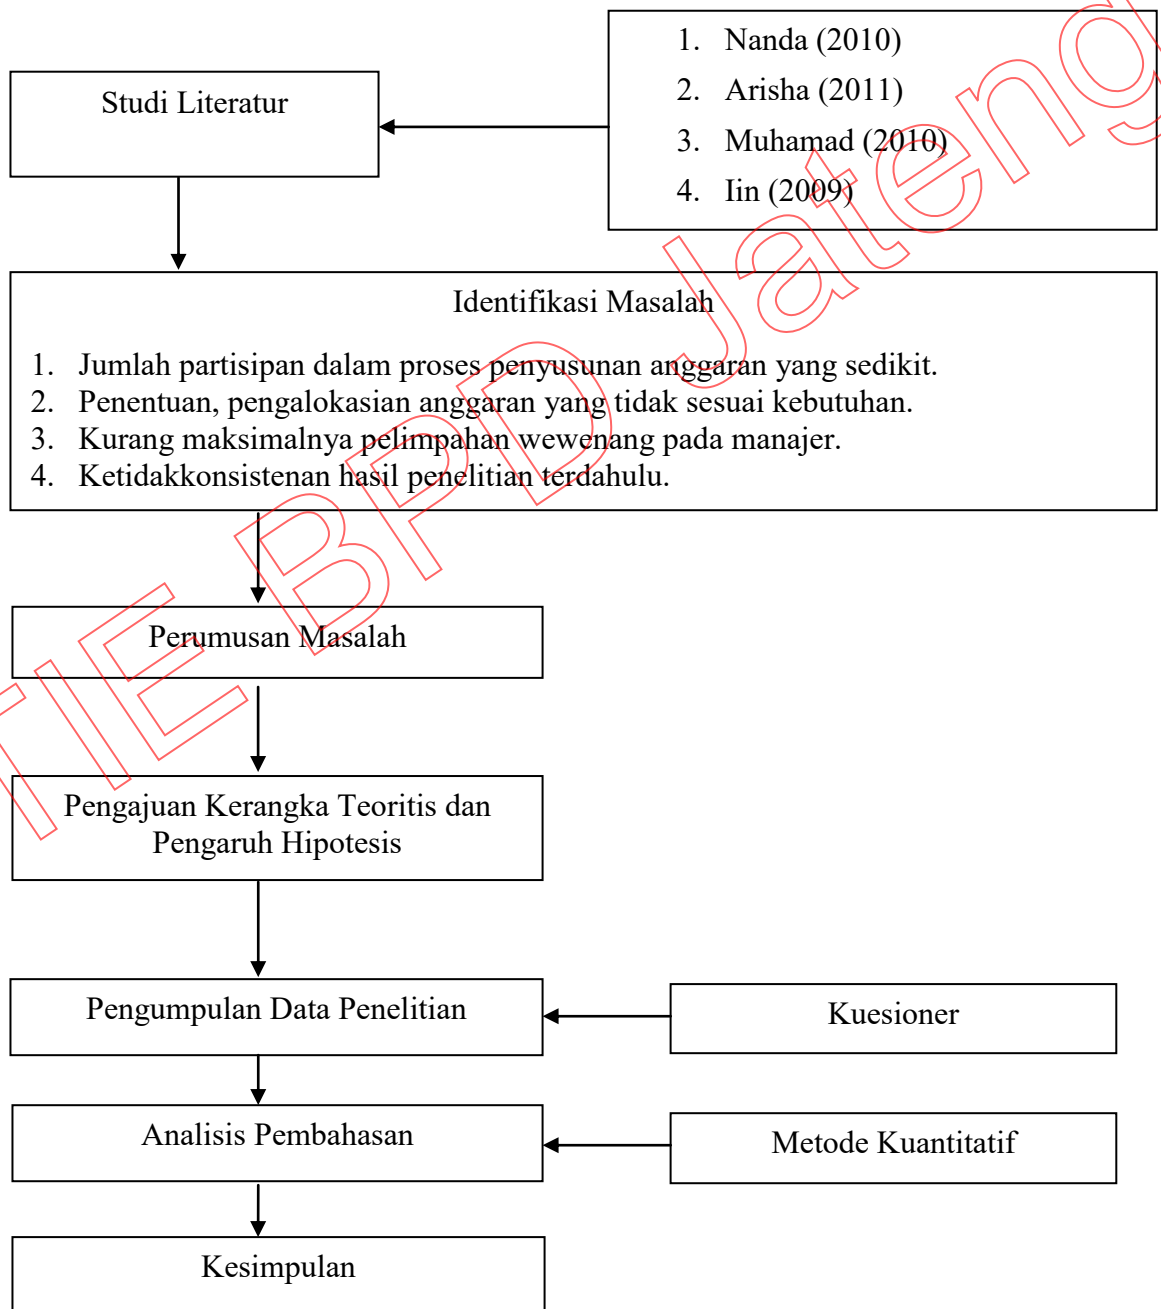 1. Nanda (2010)
2. Arisha (2011)
3. Muhamad (2010)
4. Iin (2009)
Studi Literatur
Identifikasi Masalah
1. Jumlah partisipan dalam proses penyusunan anggaran yang sedikit.
2. Penentuan, pengalokasian anggaran yang tidak sesuai kebutuhan.
3. Kurang maksimalnya pelimpahan wewenang pada manajer.
4. Ketidakkonsistenan hasil penelitian terdahulu.
Perumusan Masalah
Pengajuan Kerangka Teoritis dan
Pengaruh Hipotesis
Pengumpulan Data Penelitian
Kuesioner
Analisis Pembahasan
Metode Kuantitatif
Kesimpulan
TIE BPD Jateng